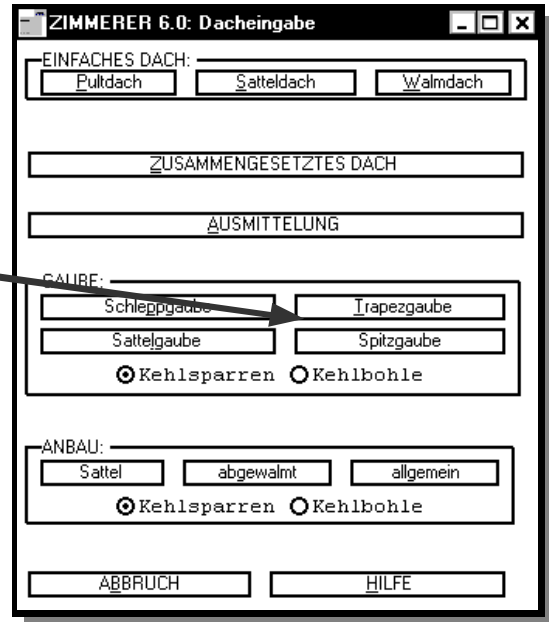 ZIMMERER 6.0: Dacheingabe
EINFACHES DACH:
Pultdach Satteldach Walmdach
ZUSAMMENGESETZTES DACH
AUSMITTELUNG
GAUBE:
Schleppgaube Trapezgaube
Sattelgaube Spitzgaube
Kehlsparren Kehlbohle
ANBAU:
Sattel abgewalmt allgemein
Kehlsparren Kehlbohle
ABBRUCH HILFE